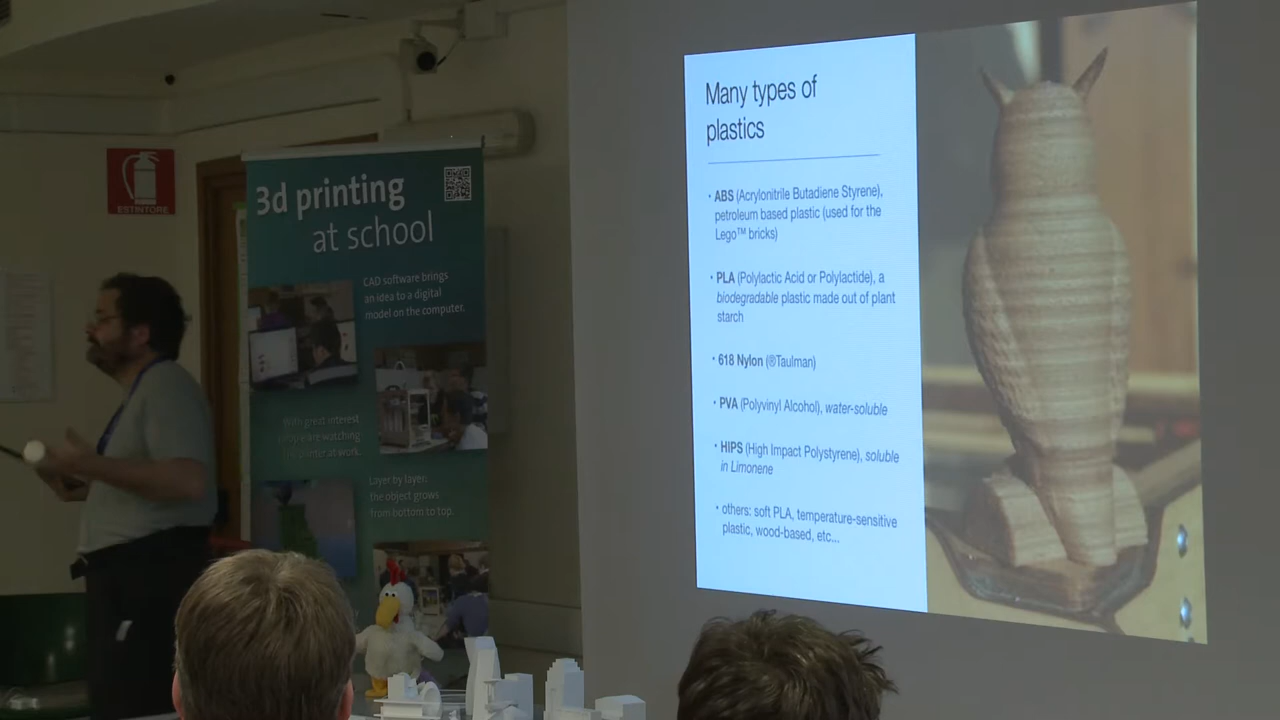 ESTINTORE
3d printing
at school
CAD software brings
an idea to a digital
model on the computer.
With great interest
people are watching
the printer at work.
Layer by layer,
the object grows
from bottom to top.
Many types of
plastics
• ABS (Acrylonitrile Butadiene Styrene),
petroleum based plastic (used for the
Lego™ bricks)
• PLA (Polylactic Acid or Polylactide), a
biodegradable plastic made out of plant
starch
• 618 Nylon (®Taulman)
• PVA (Polyvinyl Alcohol), water-soluble
• HIPS (High Impact Polystyrene), soluble
in Limonene
• others: soft PLA, temperature-sensitive
plastic, wood-based, etc...